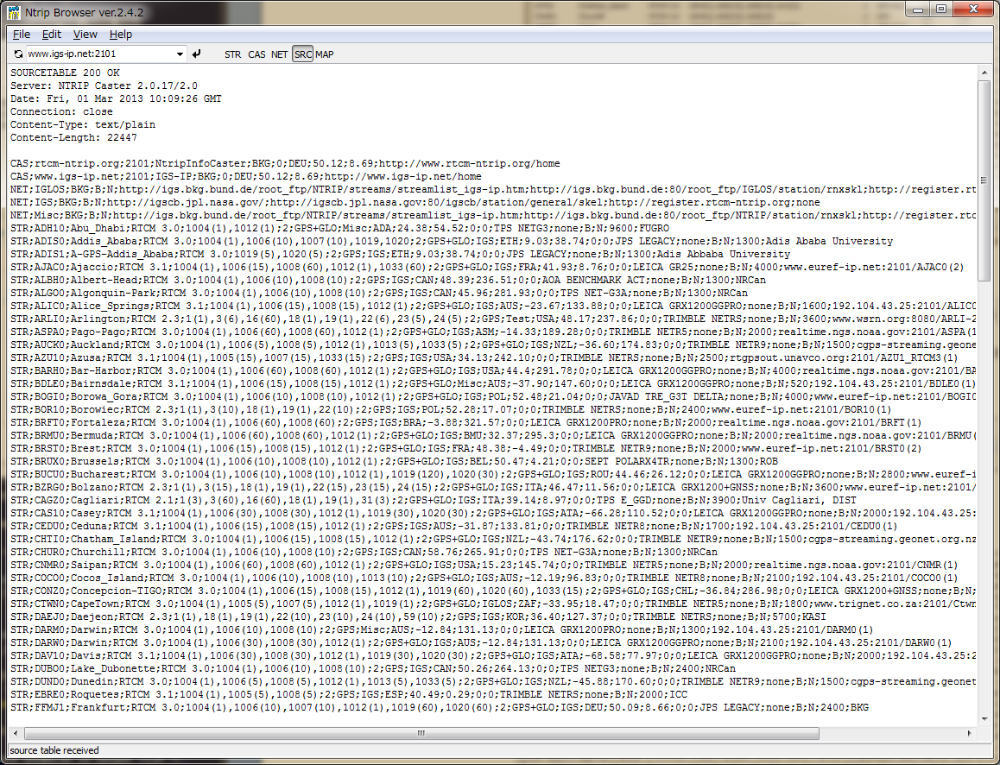 Ntrip Browser ver.2.4.2
File Edit View Help
www.igs-ip.net:2101 STR CAS NET SRC MAP
SOURCETABLE 200 OK
Server: NTRIP Caster 2.0.17/2.0
Date: Fri, 01 Mar 2013 10:09:26 GMT
Connection: close
Content-Type: text/plain
Content-Length: 22447
CAS;rtcm-ntrip.org;2101;NtripInfoCaster;BKG;0;DEU;50.12;8.69;http://www.rtcm-ntrip.org/home
CAS;www.igs-ip.net;2101;IGS-IP;BKG;0;DEU;50.12;8.69;http://www.igs-ip.net/home
NET;IGLOS;BKG;B;N;http://igs.bkg.bund.de/root_ftp/NTRIP/streams/streamlist_igs-ip.htm;http://igs.bkg.bund.de:80/root_ftp/IGLOS/station/rnxskl;http://register.rt
NET;IGS;BKG;B;N;http://igscb.jpl.nasa.gov/;http://igscb.jpl.nasa.gov:80/igscb/station/general/skel;http://register.rtcm-ntrip.org;none
NET;Misc;BKG;B;N;http://igs.bkg.bund.de/root_ftp/NTRIP/streams/streamlist_igs-ip.htm;http://igs.bkg.bund.de:80/root_ftp/NTRIP/station/rnxskl;http://register.rtc
STR;ADH10;Abu_Dhabi;RTCM 3.0;1004(1),1012(1);2;GPS+GLO;Misc;ADA;24.38;54.52;0;0;TPS NETG3;none;B;N;9600;FUGRO
STR;ADIS0;Addis_Ababa;RTCM 3.0;1004(1),1006(10),1007(10),1019,1020;2;GPS+GLO;IGS;ETH;9.03;38.74;0;0;JPS LEGACY;none;B;N;1300;Adis Ababa University
STR;ADIS1;A-GPS-Addis_Ababa;RTCM 3.0;1019(5),1020(5);2;GPS;IGS;ETH;9.03;38.74;0;0;JPS LEGACY;none;B;N;1300;Adis Abbaba University
STR;AJAC0;Ajaccio;RTCM 3.1;1004(1),1006(15),1008(60),1012(1),1033(60);2;GPS+GLO;IGS;FRA;41.93;8.76;0;0;LEICA GR25;none;B;N;4000;www.euref-ip.net:2101/AJAC0(2)
STR;ALBH0;Albert-Head;RTCM 3.0;1004(1),1006(10),1008(10);2;GPS;IGS;CAN;48.39;236.51;0;0;AOA BENCHMARK ACT;none;B;N;1300;NRCan
STR;ALGO0;Algonquin-Park;RTCM 3.0;1004(1),1006(10),1008(10);2;GPS;IGS;CAN;45.96;281.93;0;0;TPS NET-G3A;none;B;N;1300;NRCan
STR;ALIC0;Alice_Springs;RTCM 3.1;1004(1),1006(15),1008(15),1012(1);2;GPS+GLO;IGS;AUS;-23.67;133.88;0;0;LEICA GRX1200GGPRO;none;B;N;1600;192.104.43.25:2101/ALIC0
STR;ARLI0;Arlington;RTCM 2.3;1(1),3(6),16(60),18(1),19(1),22(6),23(5),24(5);2;GPS;Test;USA;48.17;237.86;0;0;TRIMBLE NETRS;none;B;N;3600;www.wsrn.org:8080/ARLI-2
STR;ASPA0;Pago-Pago;RTCM 3.0;1004(1),1006(60),1008(60),1012(1);2;GPS+GLO;IGS;ASM;-14.33;189.28;0;0;TRIMBLE NETR5;none;B;N;2000;realtime.ngs.noaa.gov:2101/ASPA(1
STR;AUCK0;Auckland;RTCM 3.0;1004(1),1006(5),1008(5),1012(1),1013(5),1033(5);2;GPS+GLO;IGS;NZL;-36.60;174.83;0;0;TRIMBLE NETR9;none;B;N;1500;cgps-streaming.geone
STR;AZU10;Azusa;RTCM 3.1;1004(1),1005(15),1007(15),1033(15);2;GPS;IGS;USA;34.13;242.10;0;0;TRIMBLE NETRS;none;B;N;2500;rtgpsout.unavco.org:2101/AZU1_RTCM3(1)
STR;BARH0;Bar-Harbor;RTCM 3.0;1004(1),1006(60),1008(60),1012(1);2;GPS+GLO;IGS;USA;44.4;291.78;0;0;LEICA GRX1200GGPRO;none;B;N;4000;realtime.ngs.noaa.gov:2101/BA
STR;BDLE0;Bairnsdale;RTCM 3.1;1004(1),1006(15),1008(15),1012(1);2;GPS+GLO;Misc;AUS;-37.90;147.60;0;0;LEICA GRX1200GGPRO;none;B;N;520;192.104.43.25:2101/BDLE0(1)
STR;BOGI0;Borowa_Gora;RTCM 3.0;1004(1),1006(10),1008(10),1012(1);2;GPS+GLO;IGS;POL;52.48;21.04;0;0;JAVAD TRE_G3T DELTA;none;B;N;4000;www.euref-ip.net:2101/BOGI0
STR;BOR10;Borowiec;RTCM 2.3;1(1),3(10),18(1),19(1),22(10);2;GPS;IGS;POL;52.28;17.07;0;0;TRIMBLE NETRS;none;B;N;2400;www.euref-ip.net:2101/BOR10(1)
STR;BRFT0;Fortaleza;RTCM 3.0;1004(1),1006(60),1008(60);2;GPS;IGS;BRA;-3.88;321.57;0;0;LEICA GRX1200PRO;none;B;N;2000;realtime.ngs.noaa.gov:2101/BRFT(1)
STR;BRMU0;Bermuda;RTCM 3.0;1004(1),1006(60),1008(60),1012(1);2;GPS+GLO;IGS;BMU;32.37;295.3;0;0;LEICA GRX1200GGPRO;none;B;N;2000;realtime.ngs.noaa.gov:2101/BRMU(
STR;BRST0;Brest;RTCM 3.0;1004(1),1006(15),1008(15),1012(1);2;GPS+GLO;IGS;FRA;48.38;-4.49;0;0;TRIMBLE NETR9;none;B;N;2000;www.euref-ip.net:2101/BRST0(2)
STR;BRUX0;Brussels;RTCM 3.0;1004(1),1006(10),1008(10),1012(1);2;GPS+GLO;IGS;BEL;50.47;4.21;0;0;SEPT POLARX4TR;none;B;N;1300;ROB
STR;BUCU0;Bucharest;RTCM 3.0;1004(1),1006(10),1008(10),1012(1),1019(120),1020(30);2;GPS+GLO;IGS;ROU;44.46;26.12;0;0;LEICA GRX1200GGPRO;none;B;N;2800;www.euref-i
STR;BZRG0;Bolzano;RTCM 2.3;1(1),3(15),18(1),19(1),22(15),23(15),24(15);2;GPS+GLO;IGS;ITA;46.47;11.56;0;0;LEICA GRX1200+GNSS;none;B;N;3600;www.euref-ip.net:2101/
STR;CAGZ0;Cagliari;RTCM 2.1;1(3),3(60),16(60),18(1),19(1),31(3);2;GPS+GLO;IGS;ITA;39.14;8.97;0;0;TPS E_GGD;none;B;N;3900;Univ Cagliari, DIST
STR;CAS10;Casey;RTCM 3.1;1004(1),1006(30),1008(30),1012(1),1019(30),1020(30);2;GPS+GLO;IGS;ATA;-66.28;110.52;0;0;LEICA GRX1200GGPRO;none;B;N;2000;192.104.43.25:
STR;CEDU0;Ceduna;RTCM 3.1;1004(1),1006(15),1008(15),1012(1);2;GPS;IGS;AUS;-31.87;133.81;0;0;TRIMBLE NETR8;none;B;N;1700;192.104.43.25:2101/CEDU0(1)
STR;CHTI0;Chatham_Island;RTCM 3.0;1004(1),1006(15),1008(15),1012(1);2;GPS+GLO;IGS;NZL;-43.74;176.62;0;0;TRIMBLE NETR9;none;B;N;1500;cgps-streaming.geonet.org.nz
STR;CHUR0;Churchill;RTCM 3.0;1004(1),1006(10),1008(10);2;GPS;IGS;CAN;58.76;265.91;0;0;TPS NET-G3A;none;B;N;1300;NRCan
STR;CNMR0;Saipan;RTCM 3.0;1004(1),1006(60),1008(60),1012(1);2;GPS+GLO;IGS;USA;15.23;145.74;0;0;TRIMBLE NETR5;none;B;N;2000;realtime.ngs.noaa.gov:2101/CNMR(1)
STR;COCO0;Cocos_Island;RTCM 3.0;1004(1),1006(10),1008(10),1013(10);2;GPS+GLO;IGS;AUS;-12.19;96.83;0;0;TRIMBLE NETR8;none;B;N;2100;192.104.43.25:2101/COCO0(1)
STR;CONZ0;Concepcion-TIGO;RTCM 3.0;1004(1),1006(15),1008(15),1012(1),1019(60),1020(60),1033(15);2;GPS+GLO;IGS;CHL;-36.84;286.98;0;0;LEICA GRX1200+GNSS;none;B;N;
STR;CTWN0;CapeTown;RTCM 3.0;1004(1),1005(5),1007(5),1012(1),1019(1);2;GPS+GLO;IGLOS;ZAF;-33.95;18.47;0;0;TRIMBLE NETR5;none;B;N;1800;www.trignet.co.za:2101/Ctwn
STR;DAEJ0;Daejeon;RTCM 2.3;1(1),18(1),19(1),22(10),23(10),24(10),59(10);2;GPS;IGS;KOR;36.40;127.37;0;0;TRIMBLE NETRS;none;B;N;5700;KASI
STR;DARM0;Darwin;RTCM 3.0;1004(1),1006(10),1008(10);2;GPS;Misc;AUS;-12.84;131.13;0;0;LEICA GRX1200PRO;none;B;N;1300;192.104.43.25:2101/DARM0(1)
STR;DARW0;Darwin;RTCM 3.1;1004(1),1006(30),1008(30),1012(1);2;GPS+GLO;IGS;AUS;-12.84;131.13;0;0;LEICA GRX1200GGPRO;none;B;N;2100;192.104.43.25:2101/DARW0(1)
STR;DAV10;Davis;RTCM 3.1;1004(1),1006(30),1008(30),1012(1),1019(30),1020(30);2;GPS+GLO;IGS;ATA;-68.58;77.97;0;0;LEICA GRX1200GGPRO;none;B;N;2000;192.104.43.25:2
STR;DUBO0;Lake_Dubonette;RTCM 3.0;1004(1),1006(10),1008(10);2;GPS;IGS;CAN;50.26;264.13;0;0;TPS NETG3;none;B;N;2400;NRCan
STR;DUND0;Dunedin;RTCM 3.0;1004(1),1006(5),1008(5),1012(1),1013(5),1033(5);2;GPS+GLO;IGS;NZL;-45.88;170.60;0;0;TRIMBLE NETR9;none;B;N;1500;cgps-streaming.geonet
STR;EBRE0;Roquetes;RTCM 3.1;1004(1),1005(5),1008(5);2;GPS;IGS;ESP;40.49;0.29;0;0;TRIMBLE NETRS;none;B;N;2000;ICC
STR;FFMJ1;Frankfurt;RTCM 3.0;1004(1),1006(10),1007(10),1012(1),1019(60),1020(60);2;GPS+GLO;IGS;DEU;50.09;8.66;0;0;JPS LEGACY;none;B;N;2400;BKG
source table received